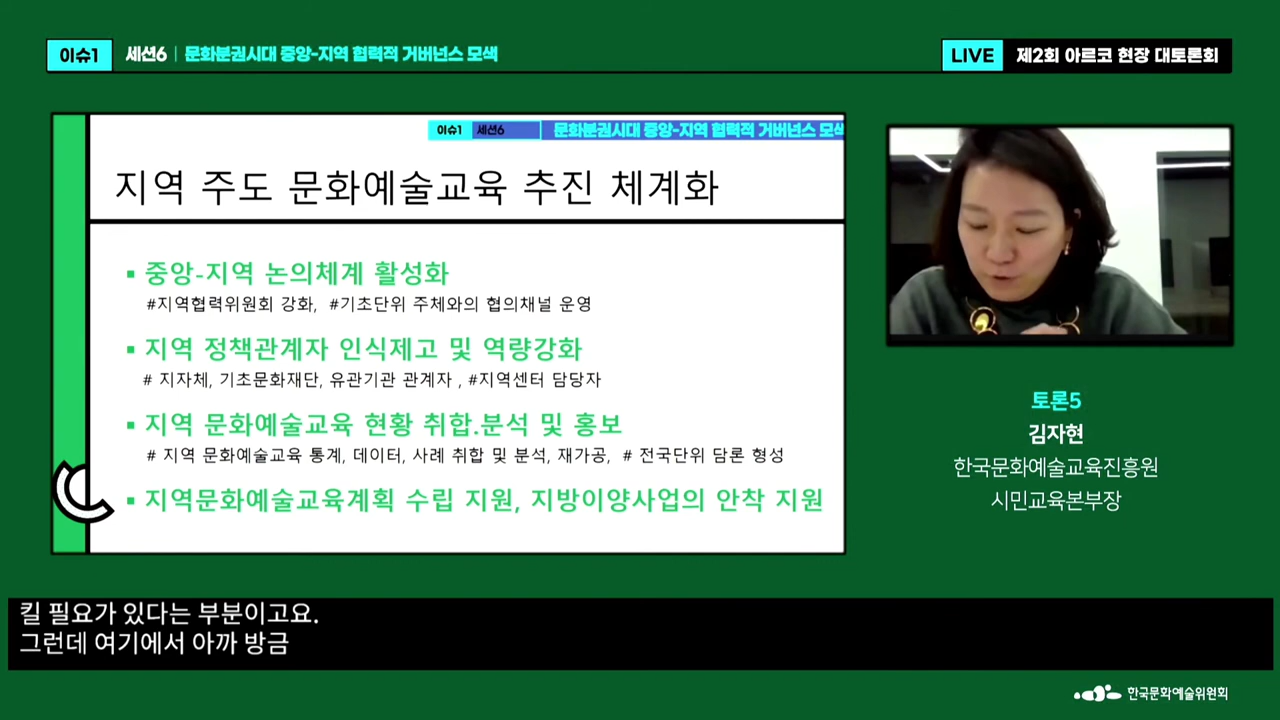 이슈1 세션6 | 문화분권시대 중앙-지역 협력적 거버넌스 모색
LIVE 제2회 아르코 현장 대토론회
이슈1 세션6 문화분권시대 중앙-지역 협력적 거버넌스 모색
지역 주도 문화예술교육 추진 체계화
▪ 중앙-지역 논의체계 활성화
#지역협력위원회 강화, #기초단위 주체와의 협의채널 운영
▪ 지역 정책관계자 인식제고 및 역량강화
# 지자체, 기초문화재단, 유관기관 관계자 , #지역센터 담당자
▪ 지역 문화예술교육 현황 취합.분석 및 홍보
# 지역 문화예술교육 통계, 데이터, 사례 취합 및 분석, 재가공, # 전국단위 담론 형성
▪ 지역문화예술교육계획 수립 지원, 지방이양사업의 안착 지원
토론5
김자현
한국문화예술교육진흥원
시민교육본부장
킬 필요가 있다는 부분이고요.
그런데 여기에서 아까 방금
한국문화예술위원회